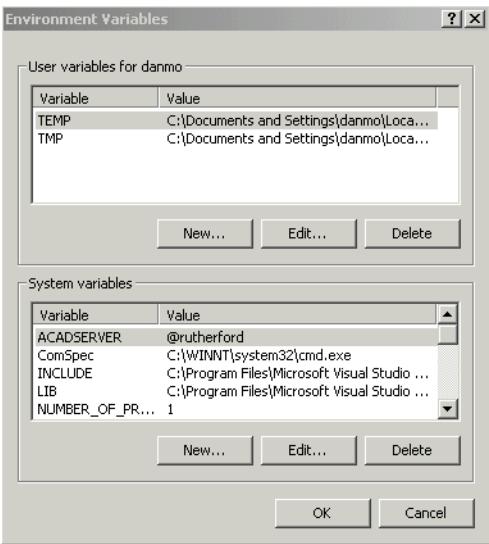 Environment Variables
User variables for danmo
Variable Value
TEMP C:\Documents and Settings\danmo\Loca...
TMP C:\Documents and Settings\danmo\Loca...
New... Edit... Delete
System variables
Variable Value
ACADSERVER @rutherford
ComSpec C:\WINNT\system32\cmd.exe
INCLUDE C:\Program Files\Microsoft Visual Studio ...
LIB C:\Program Files\Microsoft Visual Studio ...
NUMBER_OF_PR... 1
New... Edit... Delete
OK Cancel